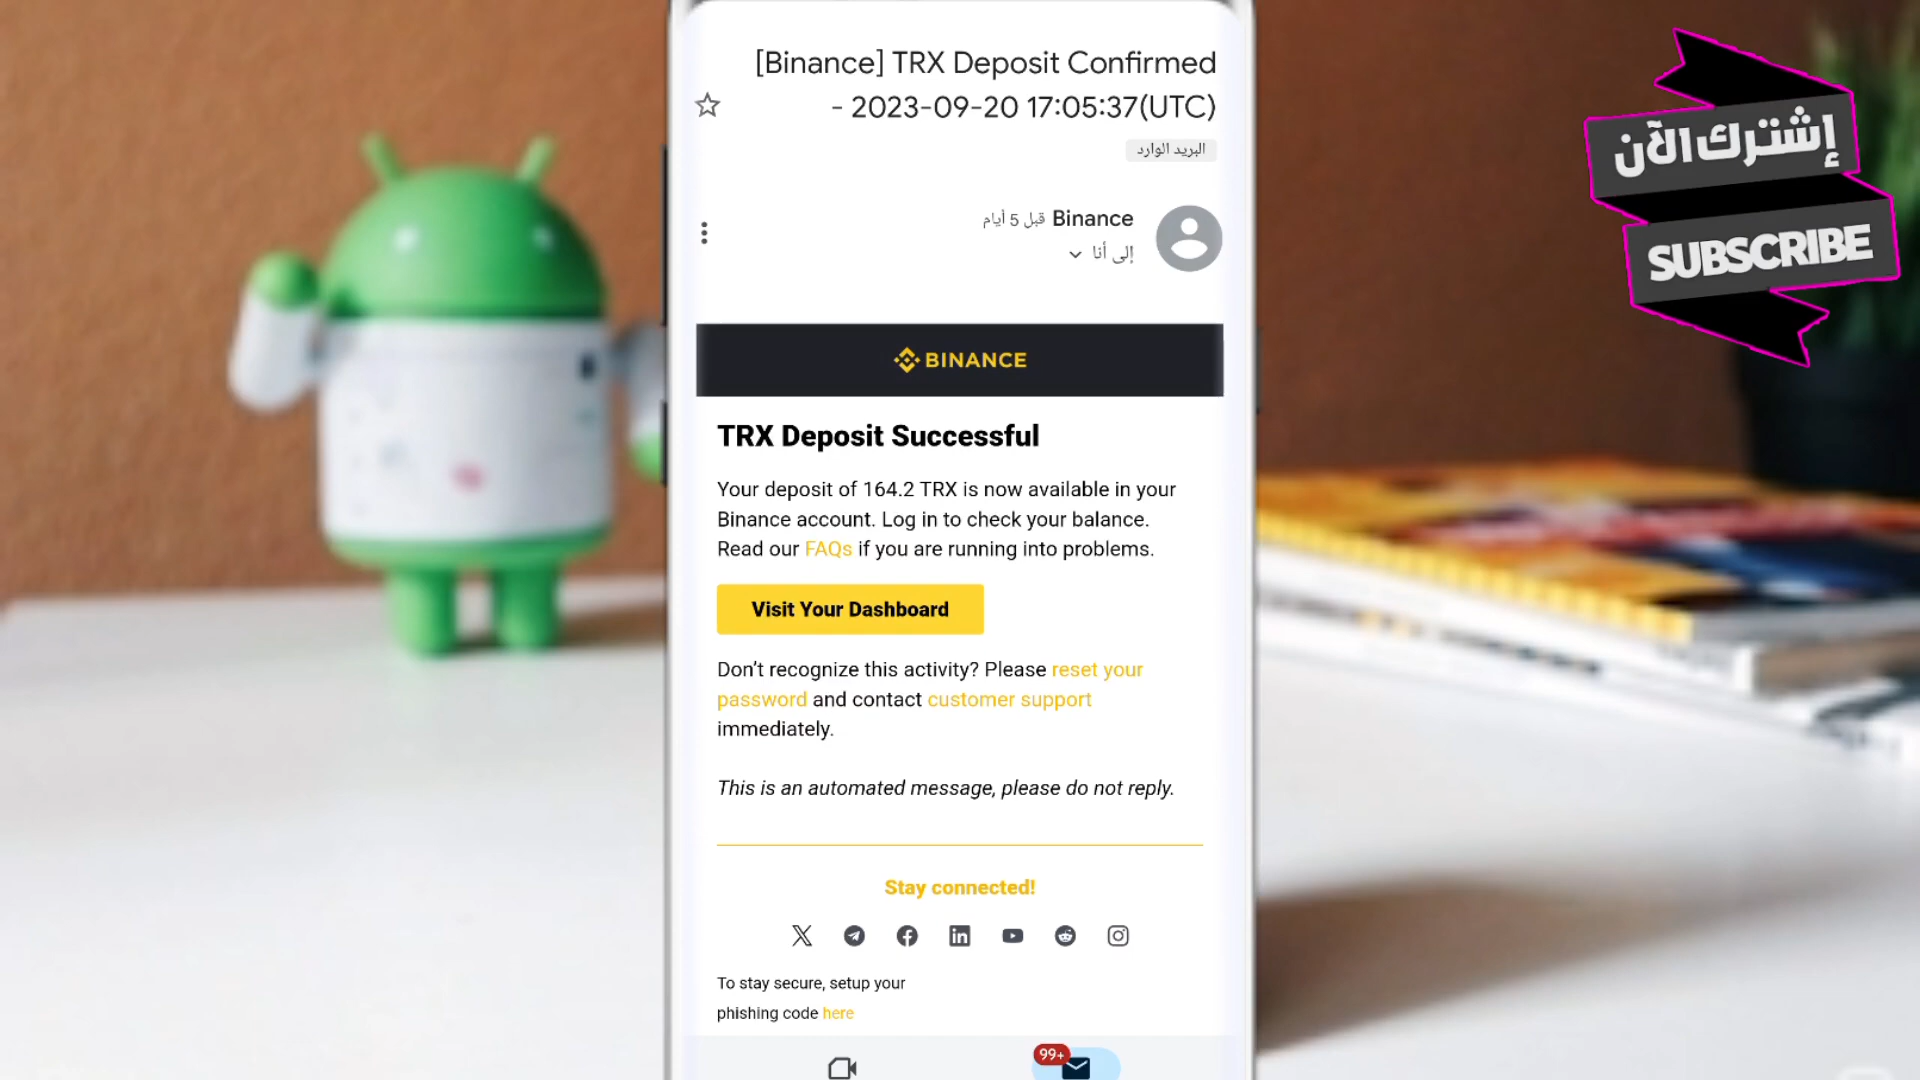 [Binance] TRX Deposit Confirmed
- 2023-09-20 17:05:37(UTC)
البريد الوارد
Binance قبل 5 أيام
إلى أنا
BINANCE
TRX Deposit Successful
Your deposit of 164.2 TRX is now available in your
Binance account. Log in to check your balance.
Read our FAQs if you are running into problems.
Visit Your Dashboard
Don't recognize this activity? Please reset your
password and contact customer support
immediately.
This is an automated message, please do not reply.
Stay connected!
To stay secure, setup your
phishing code here
99+
إشترك الآن
SUBSCRIBE